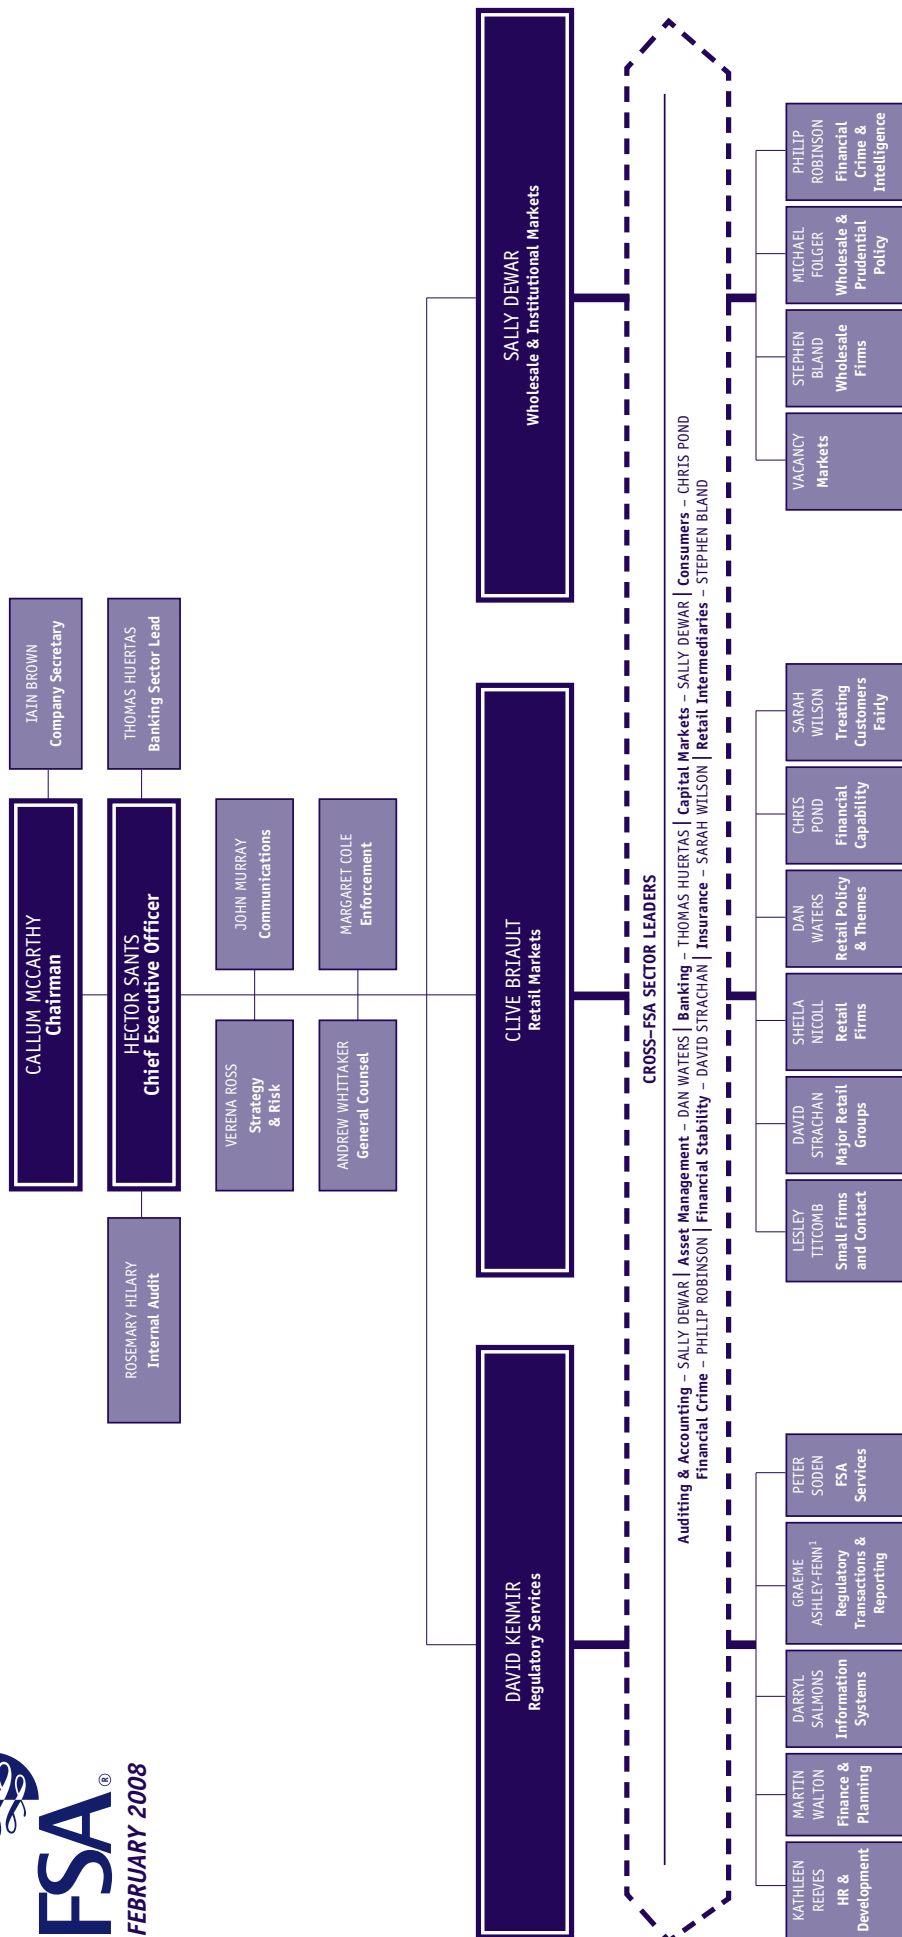 FSA®
FEBRUARY 2008
CALLUM MCCARTHY
Chairman
IAIN BROWN
Company Secretary
ROSEMARY HILARY
Internal Audit
HECTOR SANTS
Chief Executive Officer
THOMAS HUERTAS
Banking Sector Lead
VERENA ROSS
Strategy
& Risk
JOHN MURRAY
Communications
ANDREW WHITTAKER
General Counsel
MARGARET COLE
Enforcement
DAVID KENMIR
Regulatory Services
CLIVE BRIAULT
Retail Markets
SALLY DEWAR
Wholesale & Institutional Markets
CROSS–FSA SECTOR LEADERS
Auditing & Accounting – SALLY DEWAR | Asset Management – DAN WATERS | Banking – THOMAS HUERTAS | Capital Markets – SALLY DEWAR | Consumers – CHRIS POND
Financial Crime – PHILIP ROBINSON | Financial Stability – DAVID STRACHAN | Insurance – SARAH WILSON | Retail Intermediaries – STEPHEN BLAND
KATHLEEN
REEVES
HR &
Development
MARTIN
WALTON
Finance &
Planning
DARRYL
SALMONS
Information
Systems
GRAEME
ASHLEY-FENN¹
Regulatory
Transactions &
Reporting
PETER
SODEN
FSA
Services
LESLEY
TITCOMB
Small Firms
and Contact
DAVID
STRACHAN
Major Retail
Groups
SHEILA
NICOLL
Retail
Firms
DAN
WATERS
Retail Policy
& Themes
CHRIS
POND
Financial
Capability
SARAH
WILSON
Treating
Customers
Fairly
VACANCY
Markets
STEPHEN
BLAND
Wholesale
Firms
MICHAEL
FOLGER
Wholesale &
Prudential
Policy
PHILIP
ROBINSON
Financial
Crime &
Intelligence